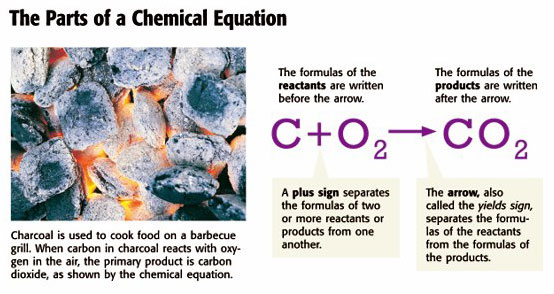 The Parts of a Chemical Equation
The formulas of the
reactants are written
before the arrow.
The formulas of the
products are written
after the arrow.
C+O₂→CO₂
A plus sign separates
the formulas of two
or more reactants or
products from one
another.
The arrow, also
called the yields sign,
separates the formu-
las of the reactants
from the formulas of
the products.
Charcoal is used to cook food on a barbecue
grill. When carbon in charcoal reacts with oxy-
gen in the air, the primary product is carbon
dioxide, as shown by the chemical equation.